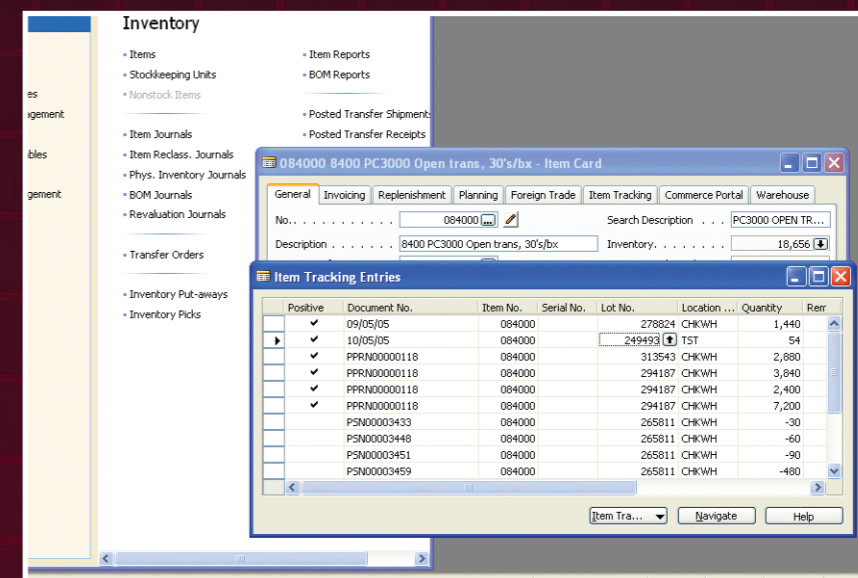 Inventory
Items
Stockkeeping Units
Nonstock Items
Item Journals
Item Reclass. Journals
Phys. Inventory Journals
BOM Journals
Revaluation Journals
Transfer Orders
Inventory Put-aways
Inventory Picks
Item Reports
BOM Reports
Posted Transfer Shipments
Posted Transfer Receipts
es
agement
bles
gement
084000 8400 PC3000 Open trans, 30's/bx - Item Card
General Invoicing Replenishment Planning Foreign Trade Item Tracking Commerce Portal Warehouse
No. . . . . . . . . . . . 084000 Search Description . . . PC3000 OPEN TR...
Description . . . . . . . 8400 PC3000 Open trans, 30's/bx Inventory. . . . . . . . 18,656
Item Tracking Entries
Positive Document No. Item No. Serial No. Lot No. Location ... Quantity Rem
✔ 09/05/05 084000 278824 CHKWH 1,440
✔ 10/05/05 084000 249493 TST 54
✔ PPRN00000118 084000 313543 CHKWH 2,880
✔ PPRN00000118 084000 294187 CHKWH 3,840
✔ PPRN00000118 084000 294187 CHKWH 2,400
✔ PPRN00000118 084000 294187 CHKWH 7,200
PSN00003433 084000 265811 CHKWH -30
PSN00003448 084000 265811 CHKWH -60
PSN00003451 084000 265811 CHKWH -90
PSN00003459 084000 265811 CHKWH -480
Item Tra... Navigate Help